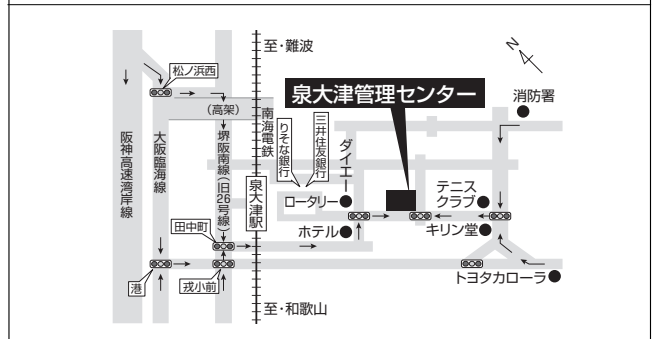 至・難波
N
松ノ浜西
泉大津管理センター
消防署
(高架)
南海電鉄
三井住友銀行
りそな銀行
ダイエー
阪神高速湾岸線
大阪臨海線
堺阪南線(旧26号線)
泉大津駅
ロータリー
テニス
クラブ
田中町
ホテル
キリン堂
港
戎小前
トヨタカローラ
至・和歌山